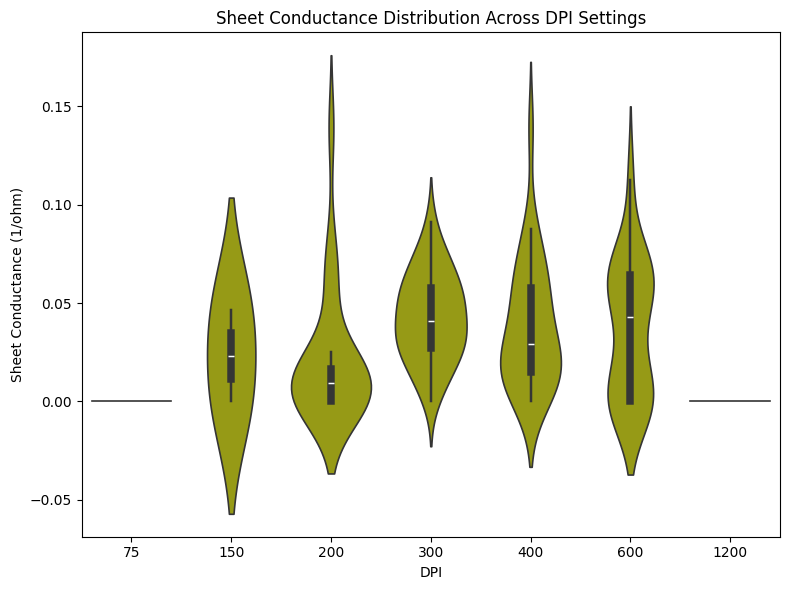 Sheet Conductance Distribution Across DPI Settings
Sheet Conductance (1/ohm)
0.15
0.10
0.05
0.00
−0.05
75 150 200 300 400 600 1200
DPI